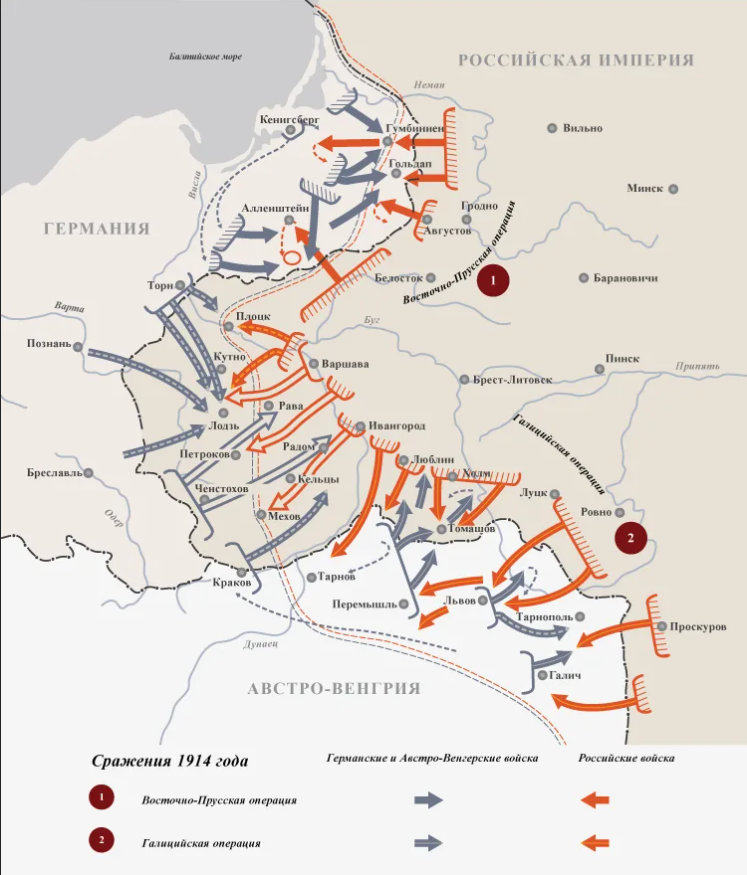 Балтийское море
РОССИЙСКАЯ ИМПЕРИЯ
Неман
Кенигсберг
Гумбиннен
Вильно
Гольдап
Висла
Минск
Алленштейн
Гродно
ГЕРМАНИЯ
Августов
Восточно-Прусская операция
1
Белосток
Барановичи
Торн
Варта
Плоцк
Буг
Познань
Кутно
Варшава
Пинск
Припять
Брест-Литовск
Рава
Лодзь
Ивангород
Галицийская операция
Петроков
Радом
Люблин
Бреславль
Кельцы
Холм
Ченстохов
Луцк
Одер
Мехов
Ровно
Томашов
2
Краков
Тарнов
Перемышль
Львов
Тарнополь
Проскуров
Дунаец
Галич
АВСТРО-ВЕНГРИЯ
Сражения 1914 года
Германские и Австро-Венгерские войска
Российские войска
1
Восточно-Прусская операция
2
Галицийская операция